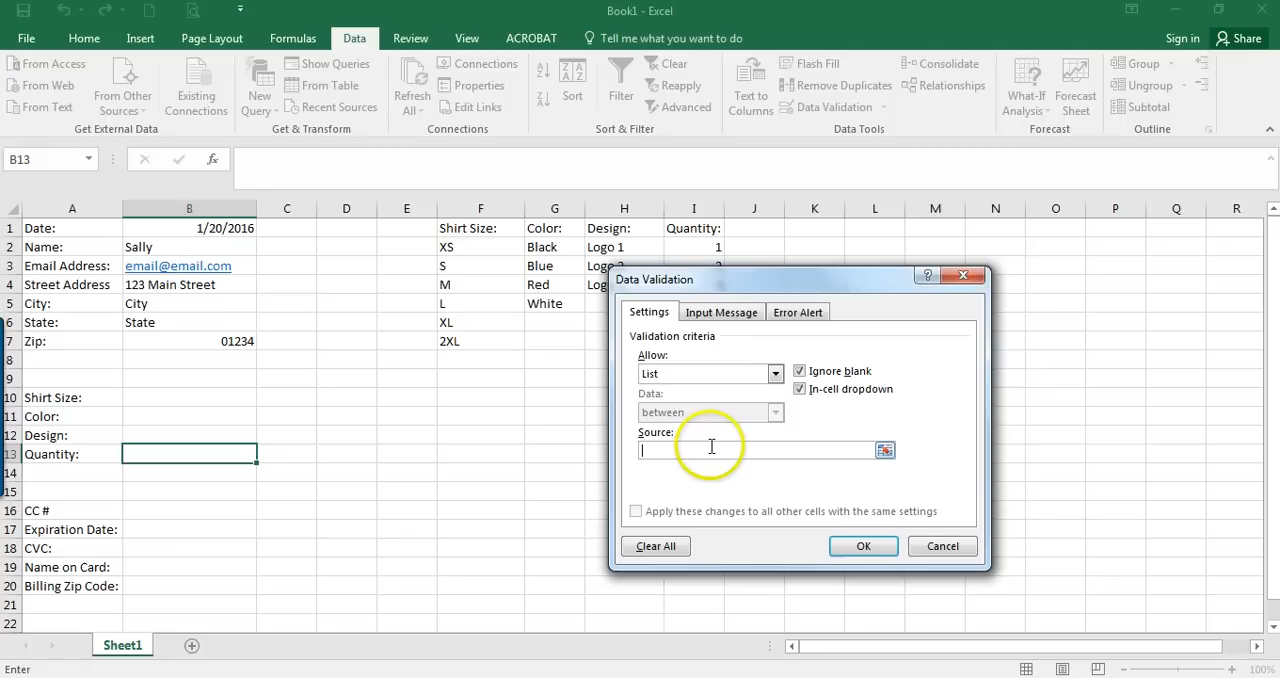 Book1 - Excel
File Home Insert Page Layout Formulas Data Review View ACROBAT Tell me what you want to do Sign in Share
From Access
From Web
From Text
From Other Sources
Existing Connections
Get External Data
New Query
Show Queries
From Table
Recent Sources
Get & Transform
Refresh All
Connections
Properties
Edit Links
Connections
Sort
Filter
Clear
Reapply
Advanced
Sort & Filter
Text to Columns
Flash Fill
Remove Duplicates
Data Validation
Consolidate
Relationships
Data Tools
What-If Analysis
Forecast Sheet
Forecast
Group
Ungroup
Subtotal
Outline
B13 fx
A B C D E F G H I J K L M N O P Q R
1 Date: 1/20/2016 Shirt Size: Color: Design: Quantity:
2 Name: Sally XS Black Logo 1 1
3 Email Address: email@email.com S Blue
4 Street Address 123 Main Street M Red
5 City: City L White
6 State: State XL
7 Zip: 01234 2XL
8
9
10 Shirt Size:
11 Color:
12 Design:
13 Quantity:
14
15
16 CC #
17 Expiration Date:
18 CVC:
19 Name on Card:
20 Billing Zip Code:
21
22
Data Validation ?
Settings Input Message Error Alert
Validation criteria
Allow:
List
Ignore blank
In-cell dropdown
Data:
between
Source:
Apply these changes to all other cells with the same settings
Clear All OK Cancel
Sheet1
Enter 100%